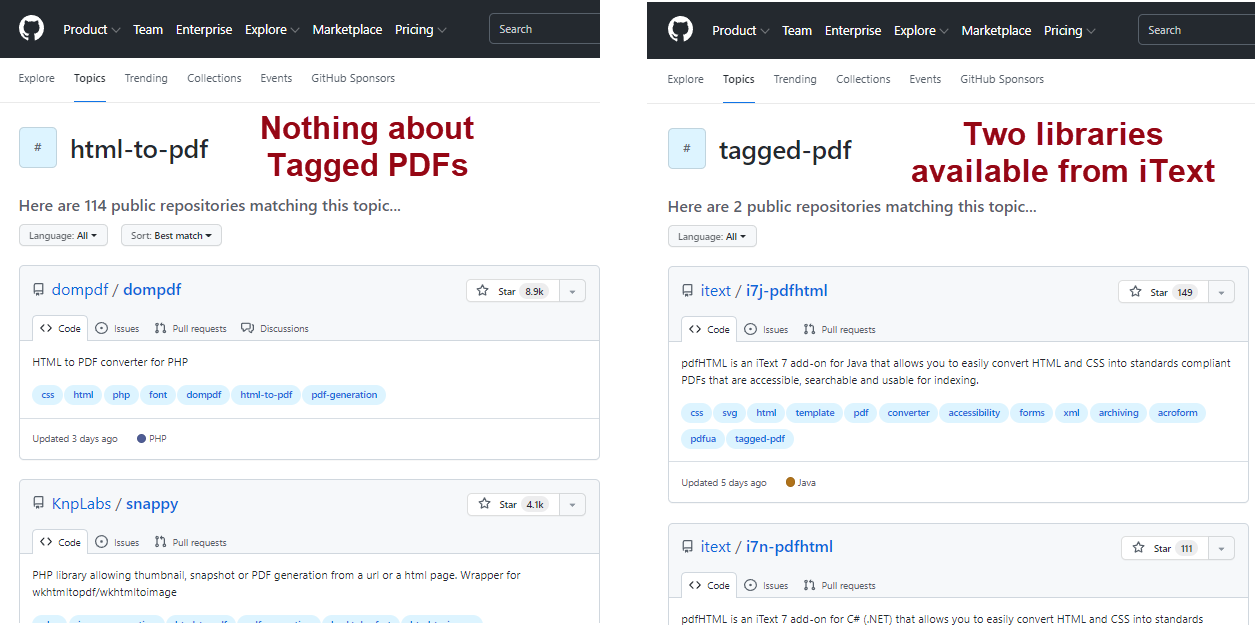 Product Team Enterprise Explore Marketplace Pricing Search
Explore Topics Trending Collections Events GitHub Sponsors
# html-to-pdf
Nothing about
Tagged PDFs
Here are 114 public repositories matching this topic...
Language: All Sort: Best match
dompdf / dompdf Star 8.9k
Code Issues Pull requests Discussions
HTML to PDF converter for PHP
css html php font dompdf html-to-pdf pdf-generation
Updated 3 days ago PHP
KnpLabs / snappy Star 4.1k
Code Issues Pull requests
PHP library allowing thumbnail, snapshot or PDF generation from a url or a html page. Wrapper for
wkhtmltopdf/wkhtmltoimage
Product Team Enterprise Explore Marketplace Pricing Search
Explore Topics Trending Collections Events GitHub Sponsors
# tagged-pdf
Two libraries
available from iText
Here are 2 public repositories matching this topic...
Language: All
itext / i7j-pdfhtml Star 149
Code Issues Pull requests
pdfHTML is an iText 7 add-on for Java that allows you to easily convert HTML and CSS into standards compliant
PDFs that are accessible, searchable and usable for indexing.
css svg html template pdf converter accessibility forms xml archiving acroform
pdfua tagged-pdf
Updated 5 days ago Java
itext / i7n-pdfhtml Star 111
Code Issues Pull requests
pdfHTML is an iText 7 add-on for C# (.NET) that allows you to easily convert HTML and CSS into standards